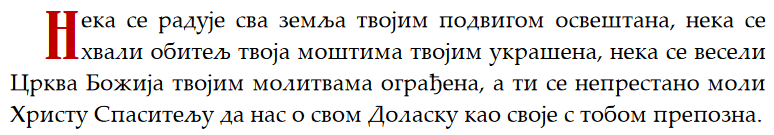 Нека се радује сва земља твојим подвигом освештана, нека се
хвали обитељ твоја моштима твојим украшена, нека се весели
Црква Божија твојим молитвама ограђена, а ти се непрестано моли
Христу Спаситељу да нас о свом Доласку као своје с тобом препозна.